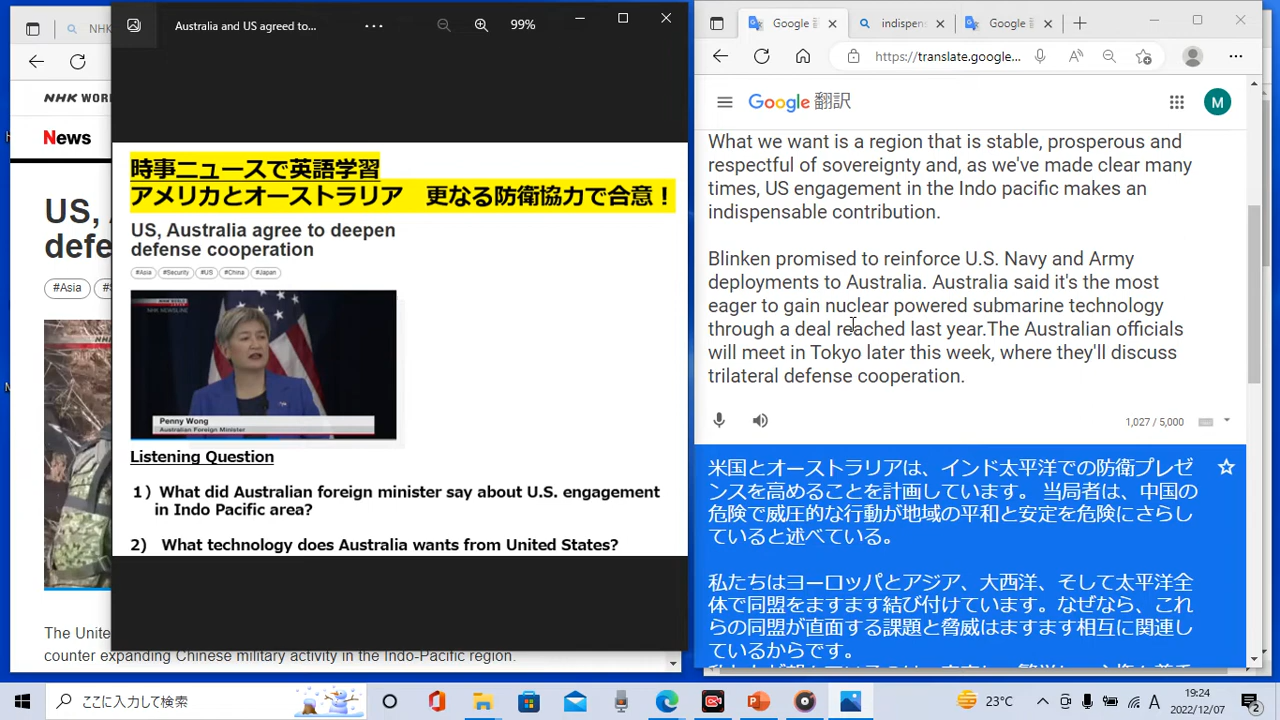 NHK
Australia and US agreed to...
99%
Google
indispens
Google
https://translate.google...
NHK WOR
News
US,
defe
#Asia
The Unite
counter expanding Chinese military activity in the Indo-Pacific region.
時事ニュースで英語学習
アメリカとオーストラリア 更なる防衛協力で合意！
US, Australia agree to deepen
defense cooperation
#Asia #Security #US #China #Japan
NHK NEWSLINE
Penny Wong
Australian Foreign Minister
Listening Question
1）What did Australian foreign minister say about U.S. engagement
in Indo Pacific area?
2) What technology does Australia wants from United States?
Google 翻訳
M
What we want is a region that is stable, prosperous and
respectful of sovereignty and, as we've made clear many
times, US engagement in the Indo pacific makes an
indispensable contribution.
Blinken promised to reinforce U.S. Navy and Army
deployments to Australia. Australia said it's the most
eager to gain nuclear powered submarine technology
through a deal reached last year.The Australian officials
will meet in Tokyo later this week, where they'll discuss
trilateral defense cooperation.
1,027 / 5,000
米国とオーストラリアは、インド太平洋での防衛プレゼ
ンスを高めることを計画しています。 当局者は、中国の
危険で威圧的な行動が地域の平和と安定を危険にさらし
ていると述べている。
私たちはヨーロッパとアジア、大西洋、そして太平洋全
体で同盟をますます結び付けています。なぜなら、これ
らの同盟が直面する課題と脅威はますます相互に関連し
ているからです。
ここに入力して検索
23°C
A
19:24
2022/12/07
2